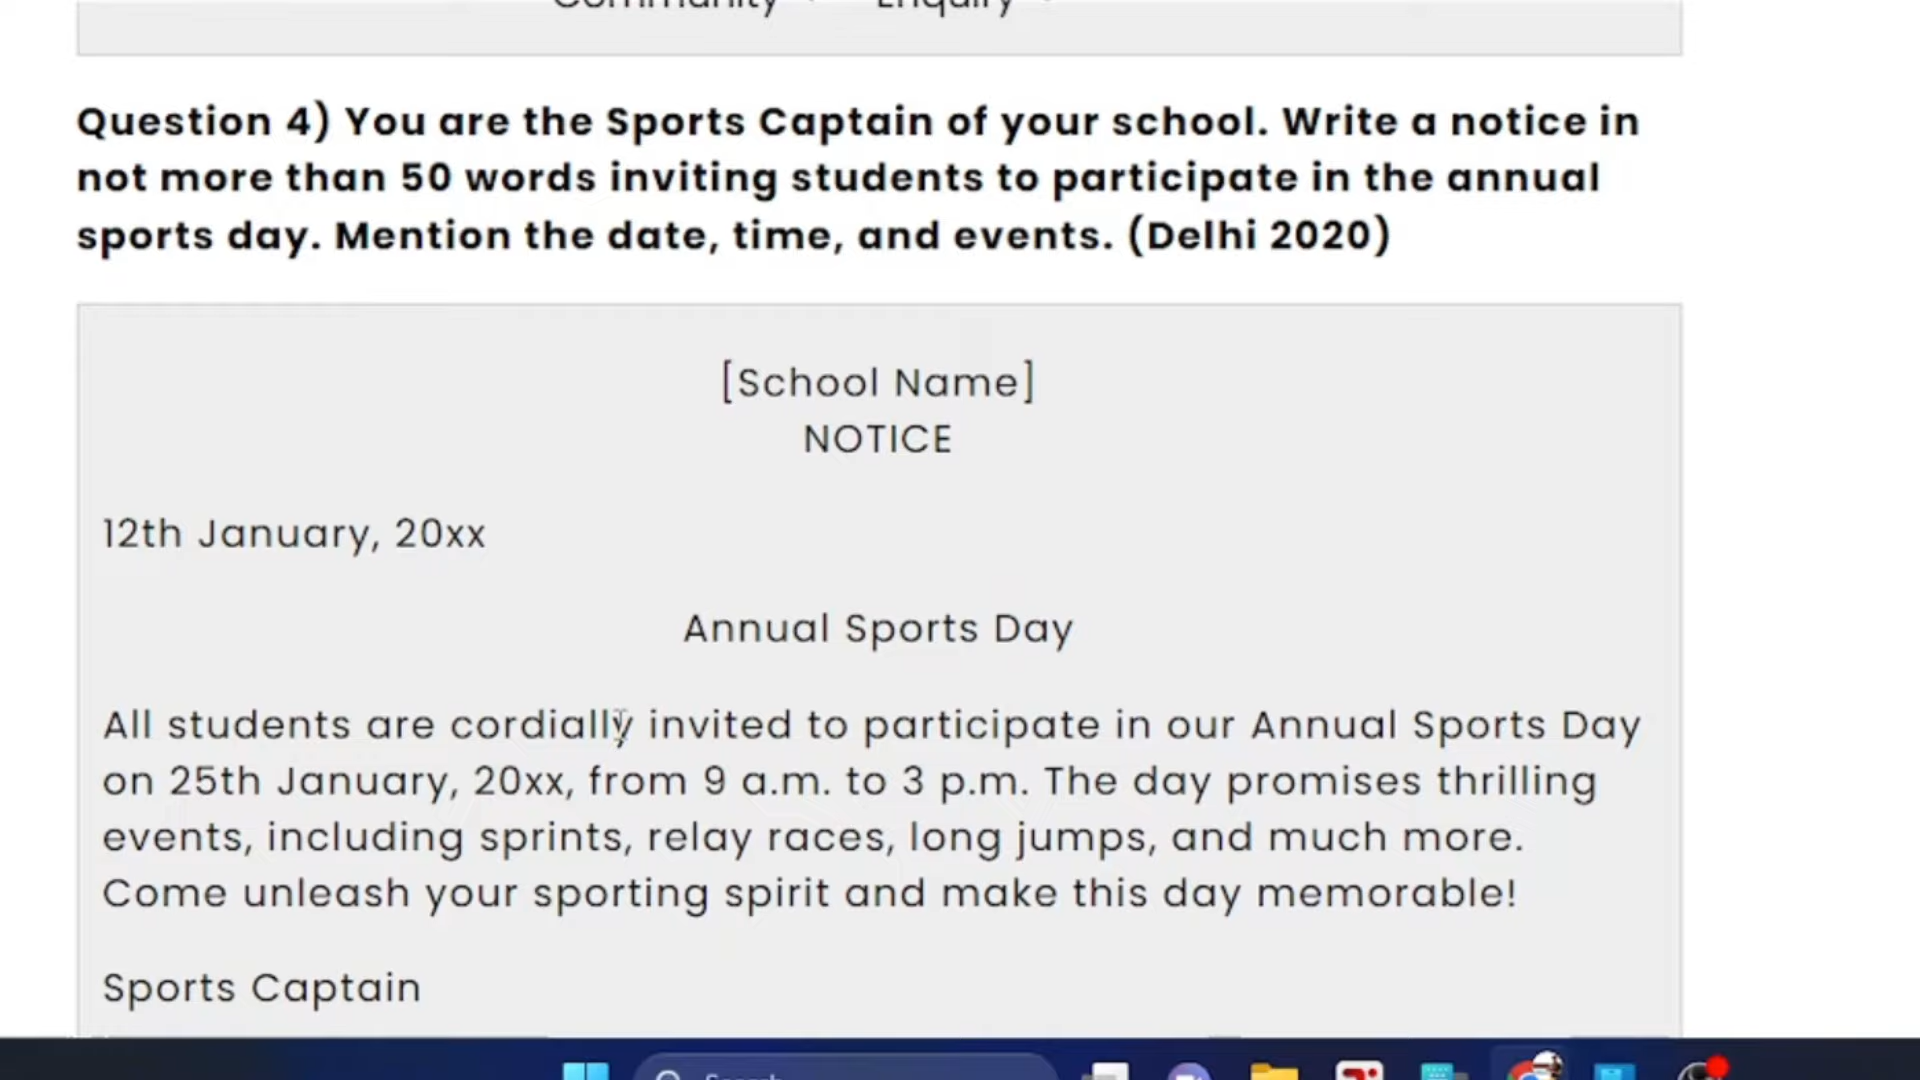 Community Enquiry
Question 4) You are the Sports Captain of your school. Write a notice in
not more than 50 words inviting students to participate in the annual
sports day. Mention the date, time, and events. (Delhi 2020)
[School Name]
NOTICE
12th January, 20xx
Annual Sports Day
All students are cordially invited to participate in our Annual Sports Day
on 25th January, 20xx, from 9 a.m. to 3 p.m. The day promises thrilling
events, including sprints, relay races, long jumps, and much more.
Come unleash your sporting spirit and make this day memorable!
Sports Captain
Search